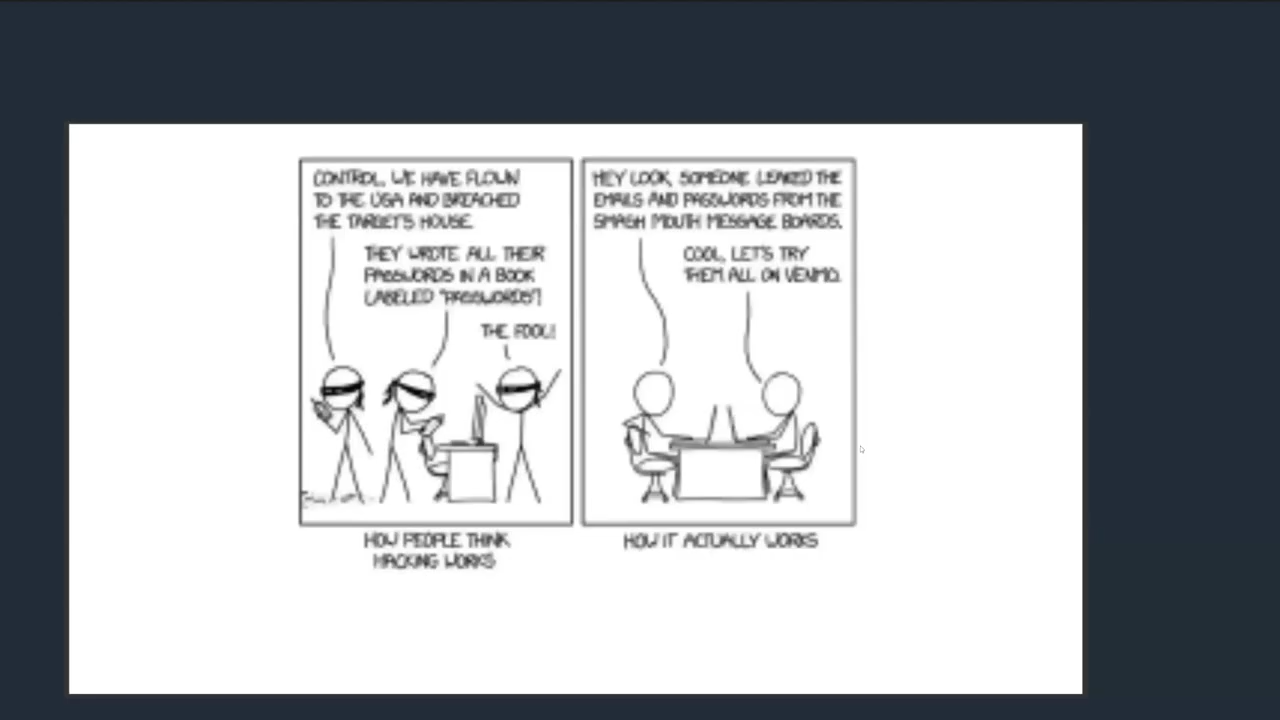 CONTROL, WE HAVE FLOWN
TO THE USA AND BREACHED
THE TARGET'S HOUSE.
THEY WROTE ALL THEIR
PASSWORDS IN A BOOK
LABELED "PASSWORDS"!
THE FOOL!
HOW PEOPLE THINK
HACKING WORKS
HEY LOOK, SOMEONE LEAKED THE
EMAILS AND PASSWORDS FROM THE
SMASH MOUTH MESSAGE BOARDS.
COOL, LET'S TRY
THEM ALL ON VENMO.
HOW IT ACTUALLY WORKS